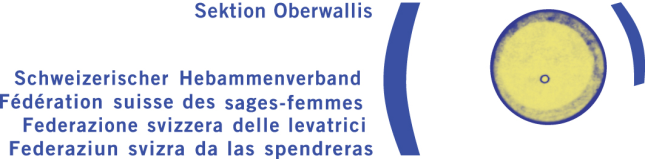 Sektion Oberwallis
Schweizerischer Hebammenverband
Fédération suisse des sages-femmes
Federazione svizzera delle levatrici
Federaziun svizra da las spendreras